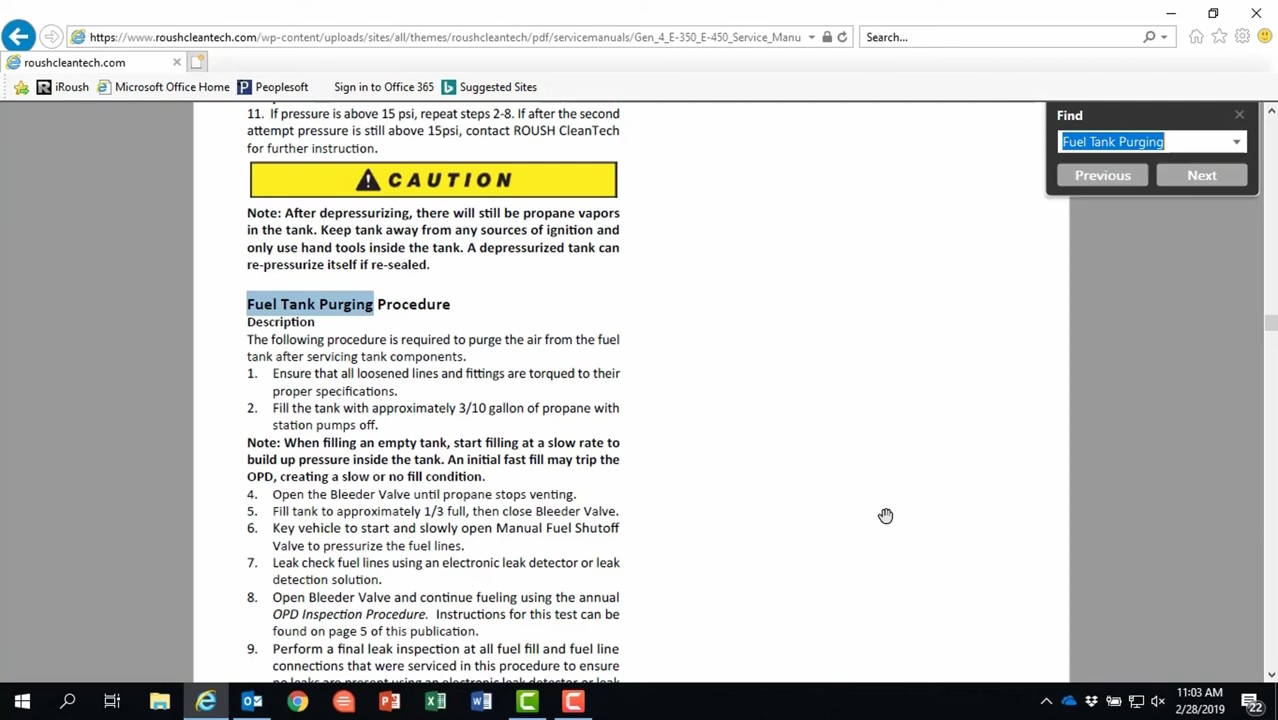 https://www.roushcleantech.com/wp-content/uploads/sites/all/themes/roushcleantech/pdf/servicemanuals/Gen_4_E-350_E-450_Service_Manu
Search...
roushcleantech.com
iRoush
Microsoft Office Home
Peoplesoft
Sign in to Office 365
Suggested Sites
11. If pressure is above 15 psi, repeat steps 2-8. If after the second
attempt pressure is still above 15psi, contact ROUSH CleanTech
for further instruction.
CAUTION
Note: After depressurizing, there will still be propane vapors
in the tank. Keep tank away from any sources of ignition and
only use hand tools inside the tank. A depressurized tank can
re-pressurize itself if re-sealed.
Fuel Tank Purging Procedure
Description
The following procedure is required to purge the air from the fuel
tank after servicing tank components.
1. Ensure that all loosened lines and fittings are torqued to their
proper specifications.
2. Fill the tank with approximately 3/10 gallon of propane with
station pumps off.
Note: When filling an empty tank, start filling at a slow rate to
build up pressure inside the tank. An initial fast fill may trip the
OPD, creating a slow or no fill condition.
4. Open the Bleeder Valve until propane stops venting.
5. Fill tank to approximately 1/3 full, then close Bleeder Valve.
6. Key vehicle to start and slowly open Manual Fuel Shutoff
Valve to pressurize the fuel lines.
7. Leak check fuel lines using an electronic leak detector or leak
detection solution.
8. Open Bleeder Valve and continue fueling using the annual
OPD Inspection Procedure. Instructions for this test can be
found on page 5 of this publication.
9. Perform a final leak inspection at all fuel fill and fuel line
connections that were serviced in this procedure to ensure
no leaks are present using an electronic leak detector or leak
Find
Fuel Tank Purging
Previous
Next
11:03 AM
2/28/2019
22